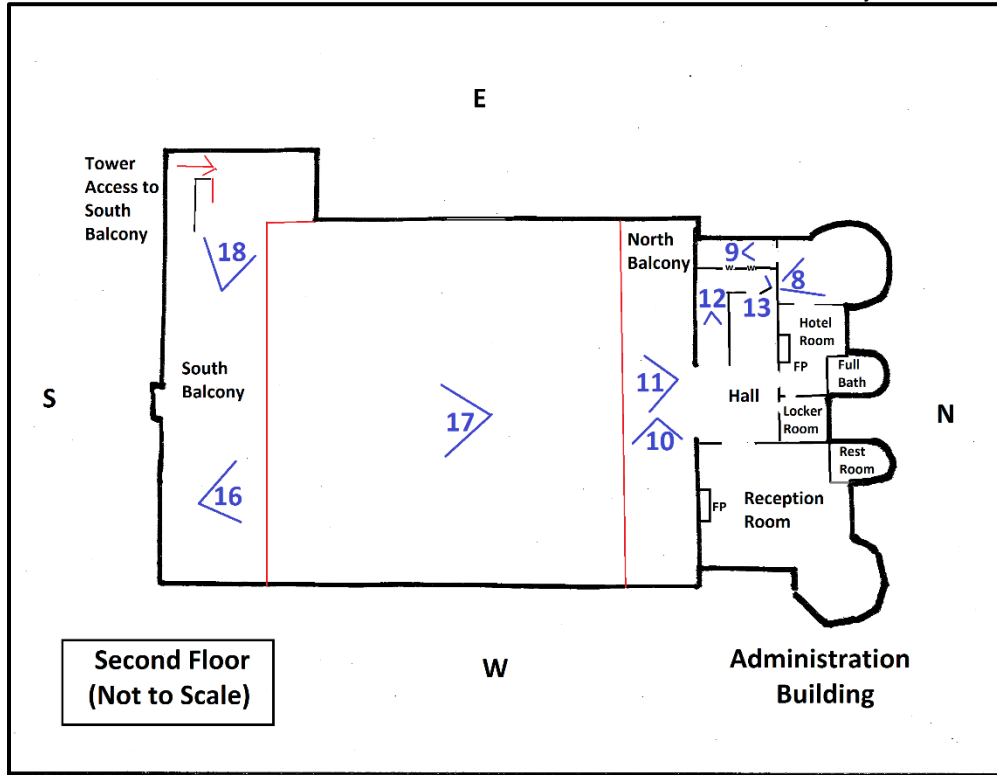 E
Tower
Access to
South
Balcony
18
North
Balcony
9
w w
8
12
13
Hotel
Room
FP
Full
Bath
S
South
Balcony
17
11
10
Hall
Locker
Room
N
16
Rest
Room
FP
Reception
Room
Second Floor
(Not to Scale)
W
Administration
Building